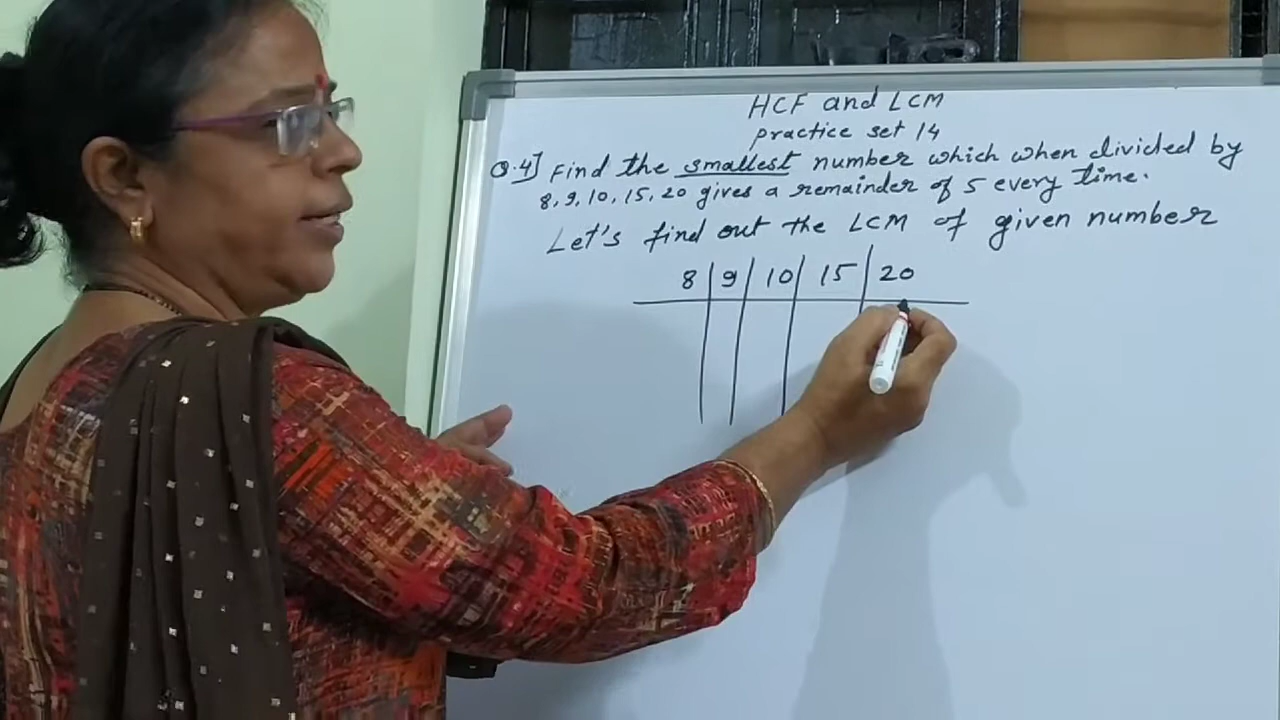 HCF and LCM
practice set 14
Q.4] Find the smallest number which when divided by
8, 9, 10, 15, 20 gives a remainder of 5 every time.
Let's find out the LCM of given number
8 | 9 | 10 | 15 | 20